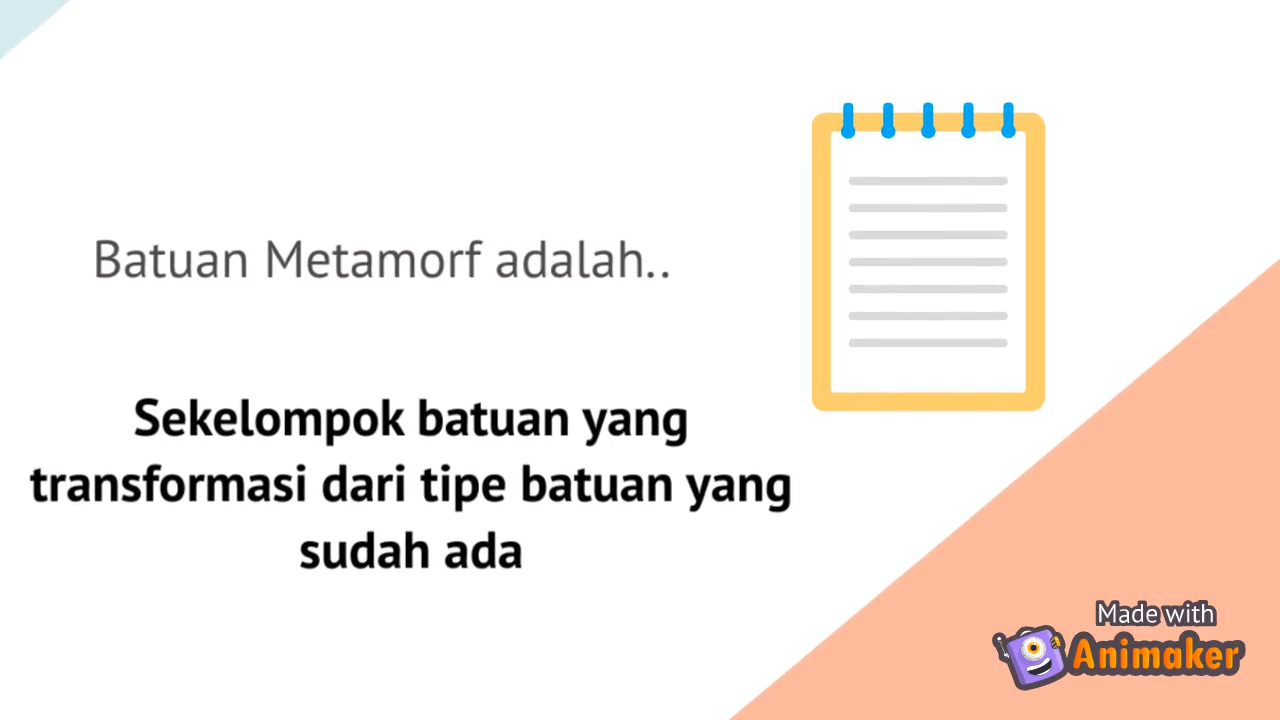 Batuan Metamorf adalah..
Sekelompok batuan yang
transformasi dari tipe batuan yang
sudah ada
Made with
Animaker